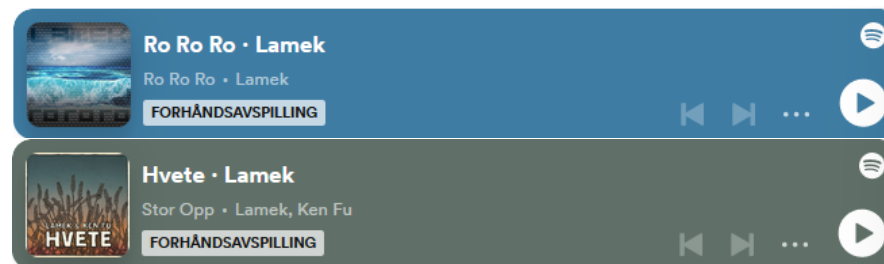 Ro Ro Ro · Lamek
Ro Ro Ro • Lamek
FORHÅNDSAVSPILLING
Hvete · Lamek
Stor Opp • Lamek, Ken Fu
LAMEK & KEN FU
HVETE
FORHÅNDSAVSPILLING